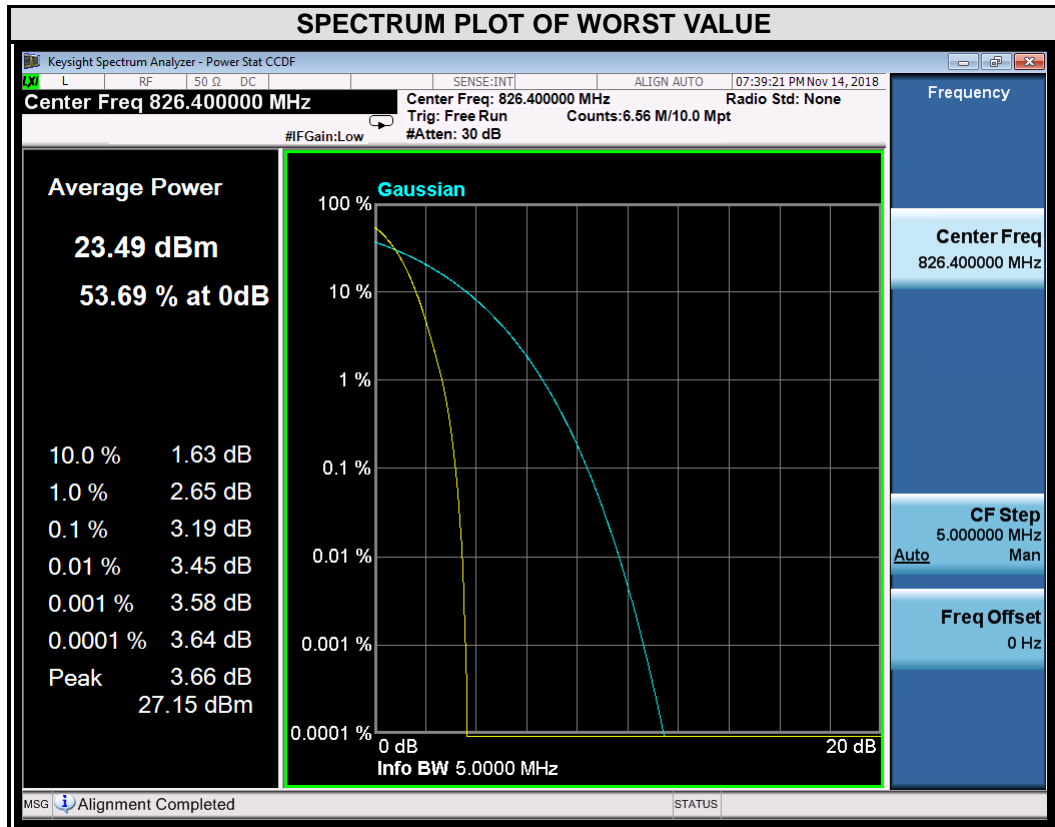 SPECTRUM PLOT OF WORST VALUE
Keysight Spectrum Analyzer - Power Stat CCDF
LXI L RF 50 Ω DC SENSE:INT ALIGN AUTO 07:39:21 PM Nov 14, 2018
Center Freq 826.400000 MHz
Center Freq: 826.400000 MHz Radio Std: None
Trig: Free Run Counts:6.56 M/10.0 Mpt
#IFGain:Low #Atten: 30 dB
Frequency
Average Power
23.49 dBm
53.69 % at 0dB
10.0 % 1.63 dB
1.0 % 2.65 dB
0.1 % 3.19 dB
0.01 % 3.45 dB
0.001 % 3.58 dB
0.0001 % 3.64 dB
Peak 3.66 dB
27.15 dBm
Gaussian
100 %
10 %
1 %
0.1 %
0.01 %
0.001 %
0.0001 %
0 dB 20 dB
Info BW 5.0000 MHz
Center Freq
826.400000 MHz
CF Step
5.000000 MHz
Auto Man
Freq Offset
0 Hz
MSG Alignment Completed STATUS